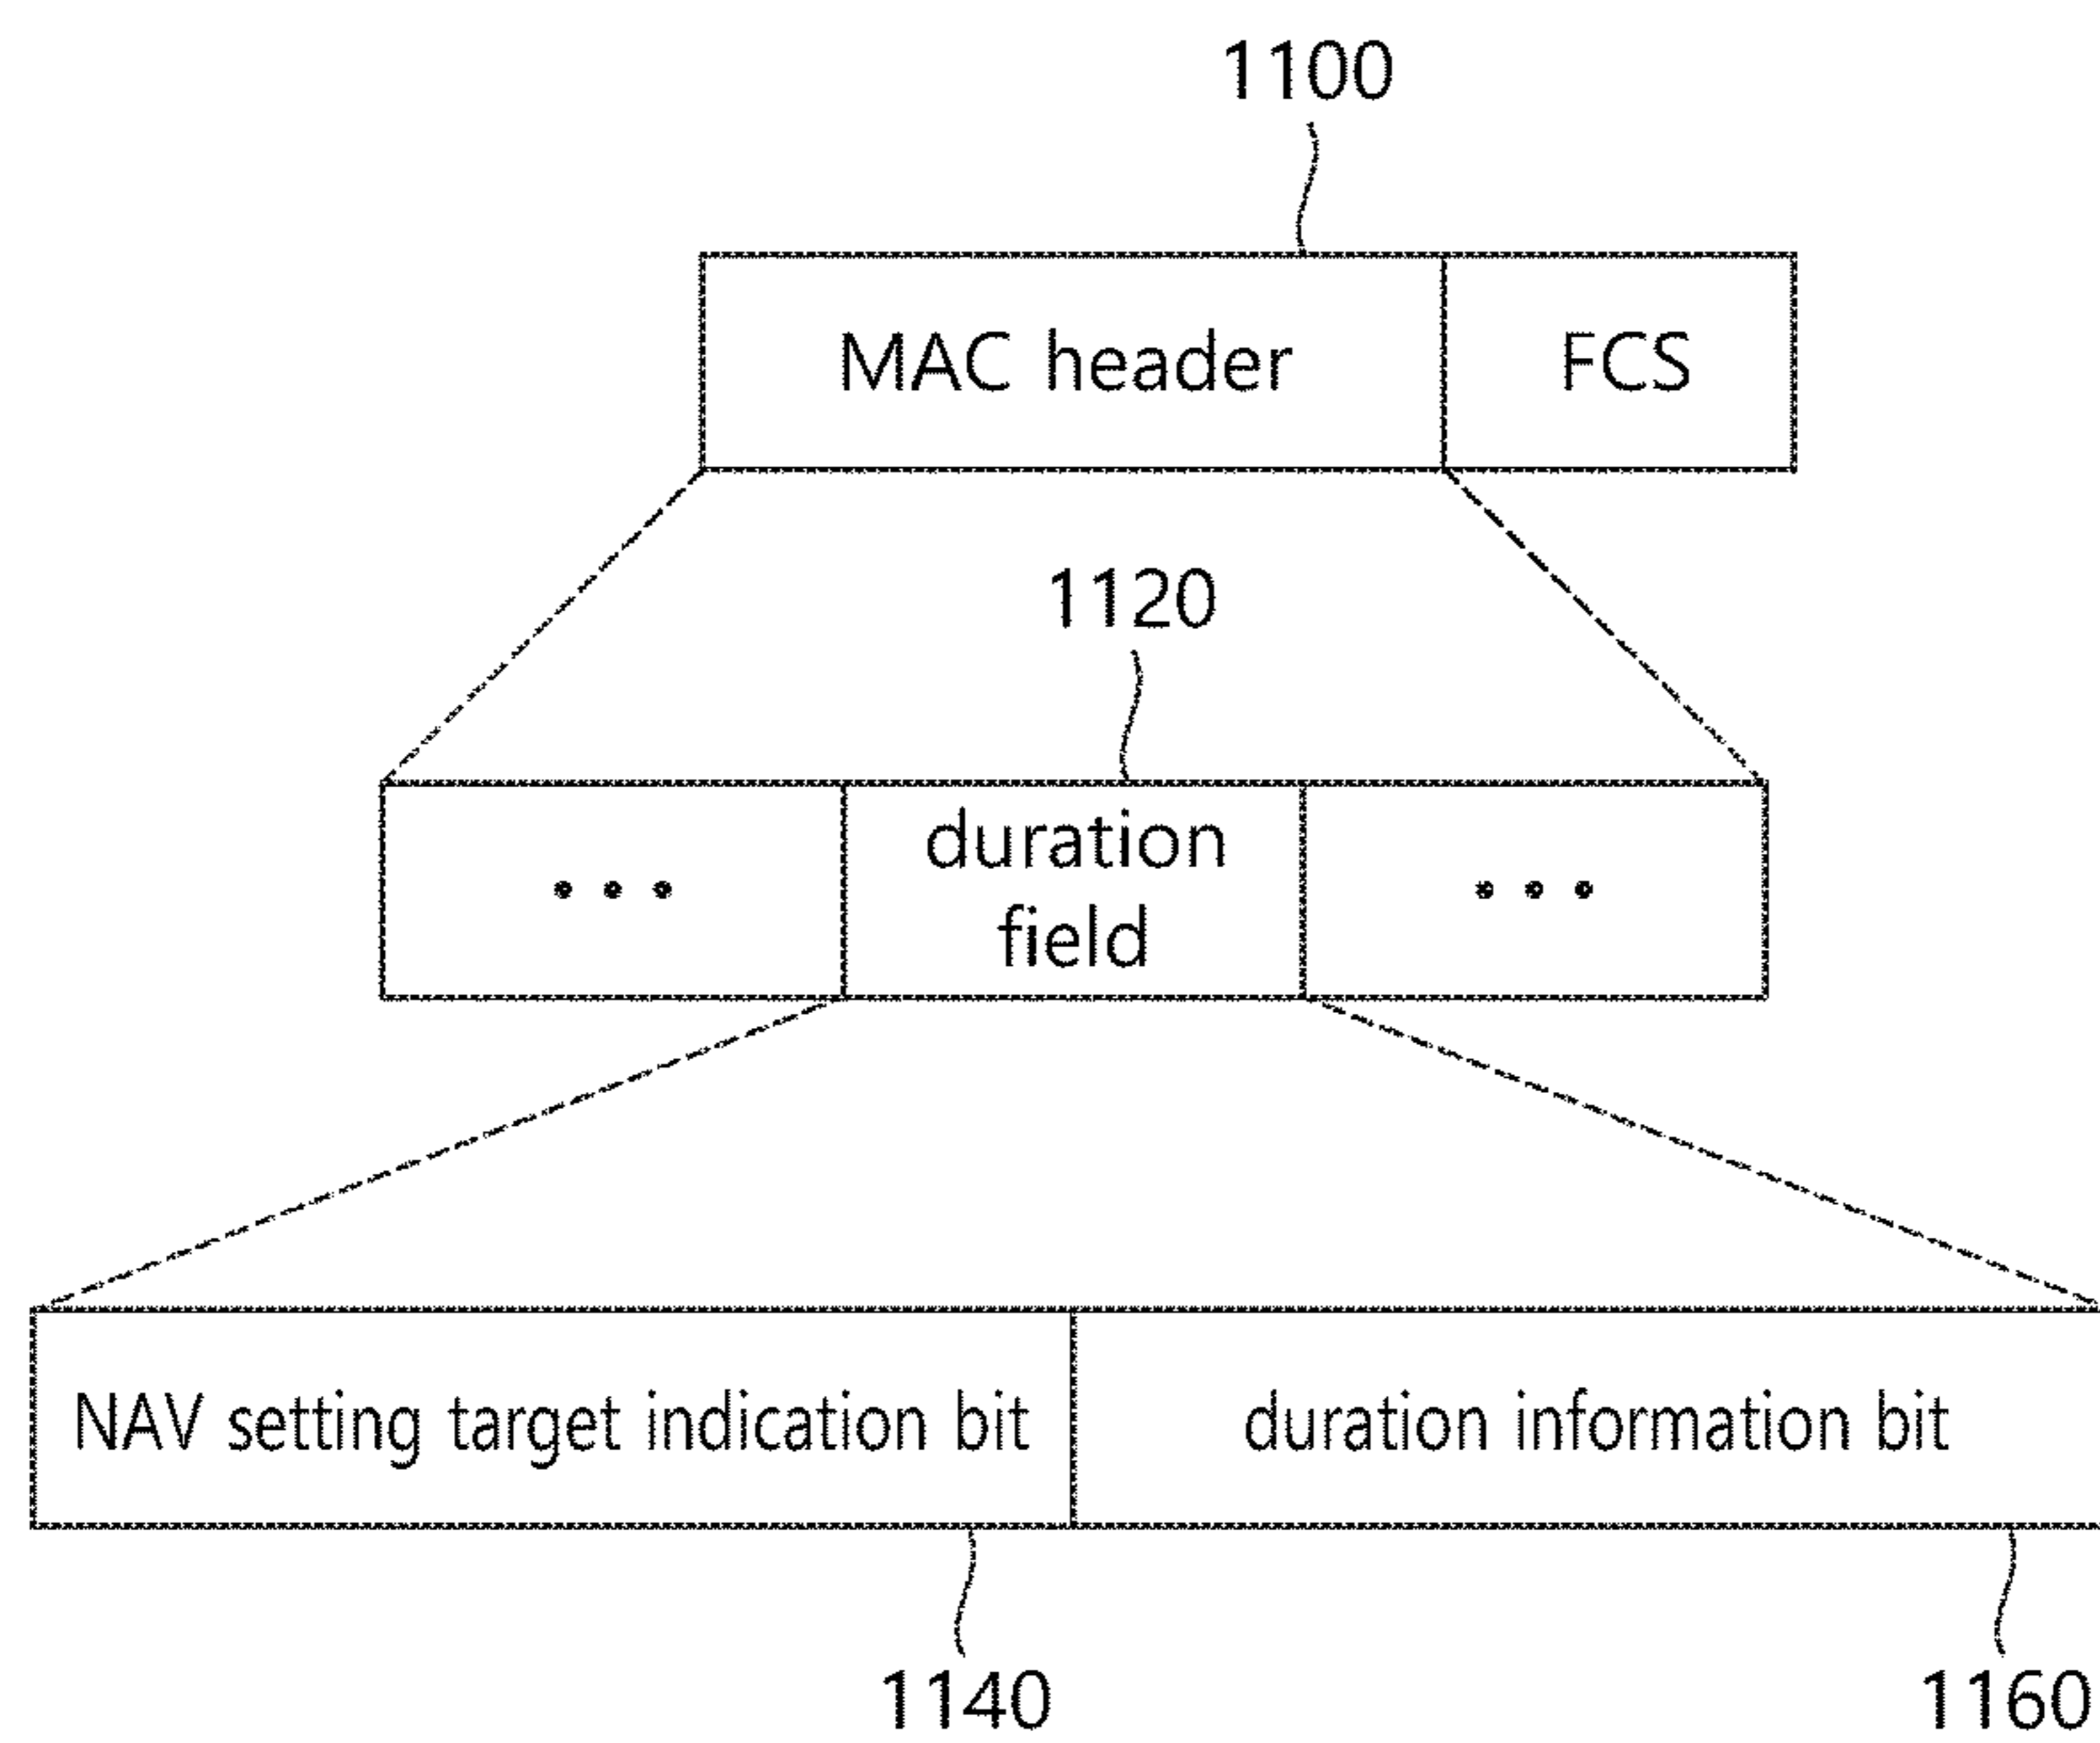 1100
MAC header FCS
1120
duration
field
• • • • • •
NAV setting target indication bit duration information bit
1140 1160